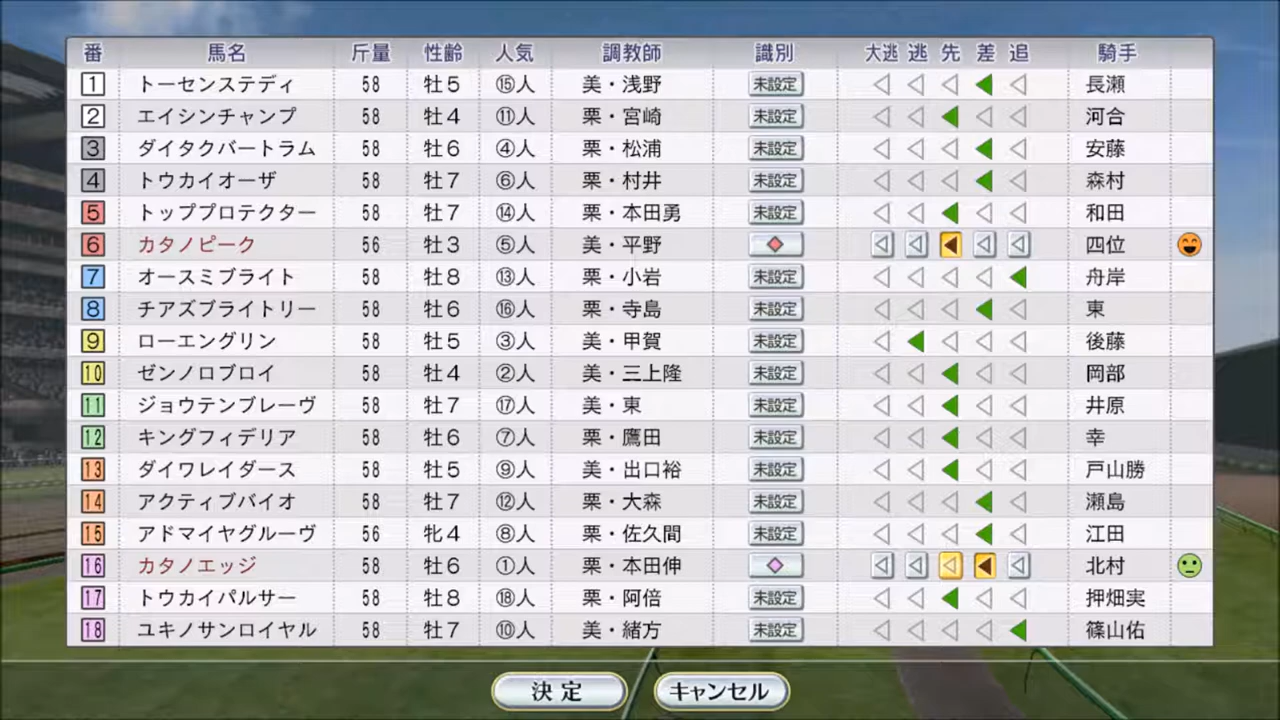 番 馬名 斤量 性齢 人気 調教師 識別 大逃 逃 先 差 追 騎手
1 トーセンステディ 58 牡5 ⑮人 美・浅野 未設定 長瀬
2 エイシンチャンプ 58 牡4 ⑪人 栗・宮崎 未設定 河合
3 ダイタクバートラム 58 牡6 ④人 栗・松浦 未設定 安藤
4 トウカイオーザ 58 牡7 ⑥人 栗・村井 未設定 森村
5 トッププロテクター 58 牡7 ⑭人 栗・本田勇 未設定 和田
6 カタノピーク 56 牡3 ⑤人 美・平野 四位
7 オースミブライト 58 牡8 ⑬人 栗・小岩 未設定 舟岸
8 チアズブライトリー 58 牡6 ⑯人 栗・寺島 未設定 東
9 ローエングリン 58 牡5 ③人 美・甲賀 未設定 後藤
10 ゼンノロブロイ 58 牡4 ②人 美・三上隆 未設定 岡部
11 ジョウテンブレーヴ 58 牡7 ⑰人 美・東 未設定 井原
12 キングフィデリア 58 牡6 ⑦人 栗・鷹田 未設定 幸
13 ダイワレイダース 58 牡5 ⑨人 美・出口裕 未設定 戸山勝
14 アクティブバイオ 58 牡7 ⑫人 栗・大森 未設定 瀬島
15 アドマイヤグルーヴ 56 牝4 ⑧人 栗・佐久間 未設定 江田
16 カタノエッジ 58 牡6 ①人 栗・本田伸 北村
17 トウカイパルサー 58 牡8 ⑱人 栗・阿倍 未設定 押畑実
18 ユキノサンロイヤル 58 牡7 ⑩人 美・緒方 未設定 篠山佑
決定 キャンセル